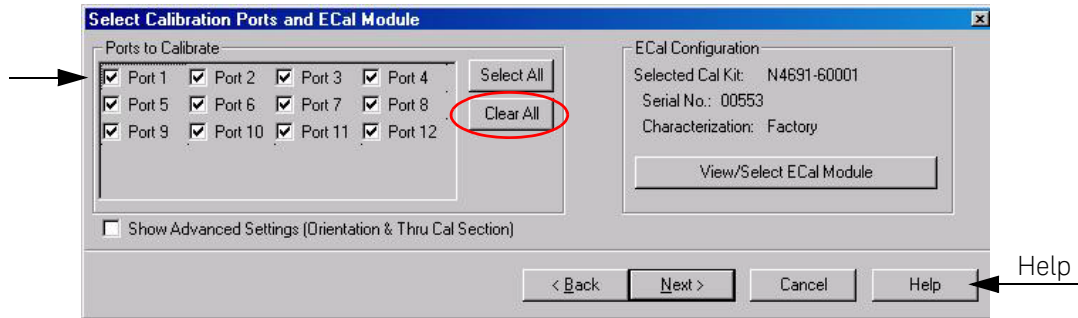 Select Calibration Ports and ECal Module
Ports to Calibrate
Port 1 Port 2 Port 3 Port 4
Port 5 Port 6 Port 7 Port 8
Port 9 Port 10 Port 11 Port 12
Select All
Clear All
Show Advanced Settings (Orientation & Thru Cal Section)
ECal Configuration
Selected Cal Kit: N4691-60001
Serial No.: 00553
Characterization: Factory
View/Select ECal Module
< Back Next > Cancel Help
Help